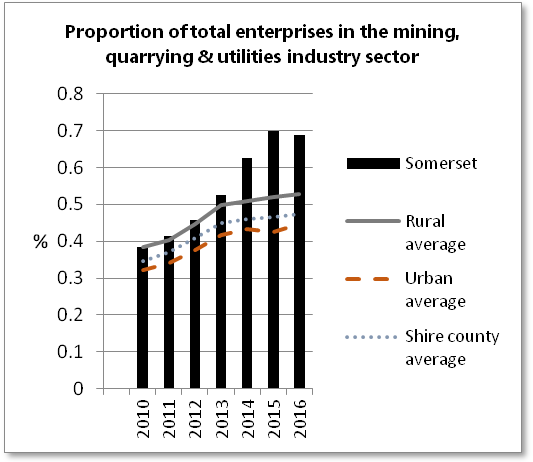 Proportion of total enterprises in the mining,
quarrying & utilities industry sector
0.8
0.7
0.6
0.5
0.4
0.3
0.2
0.1
0
%
2010
2011
2012
2013
2014
2015
2016
Somerset
Rural
average
Urban
average
Shire county
average